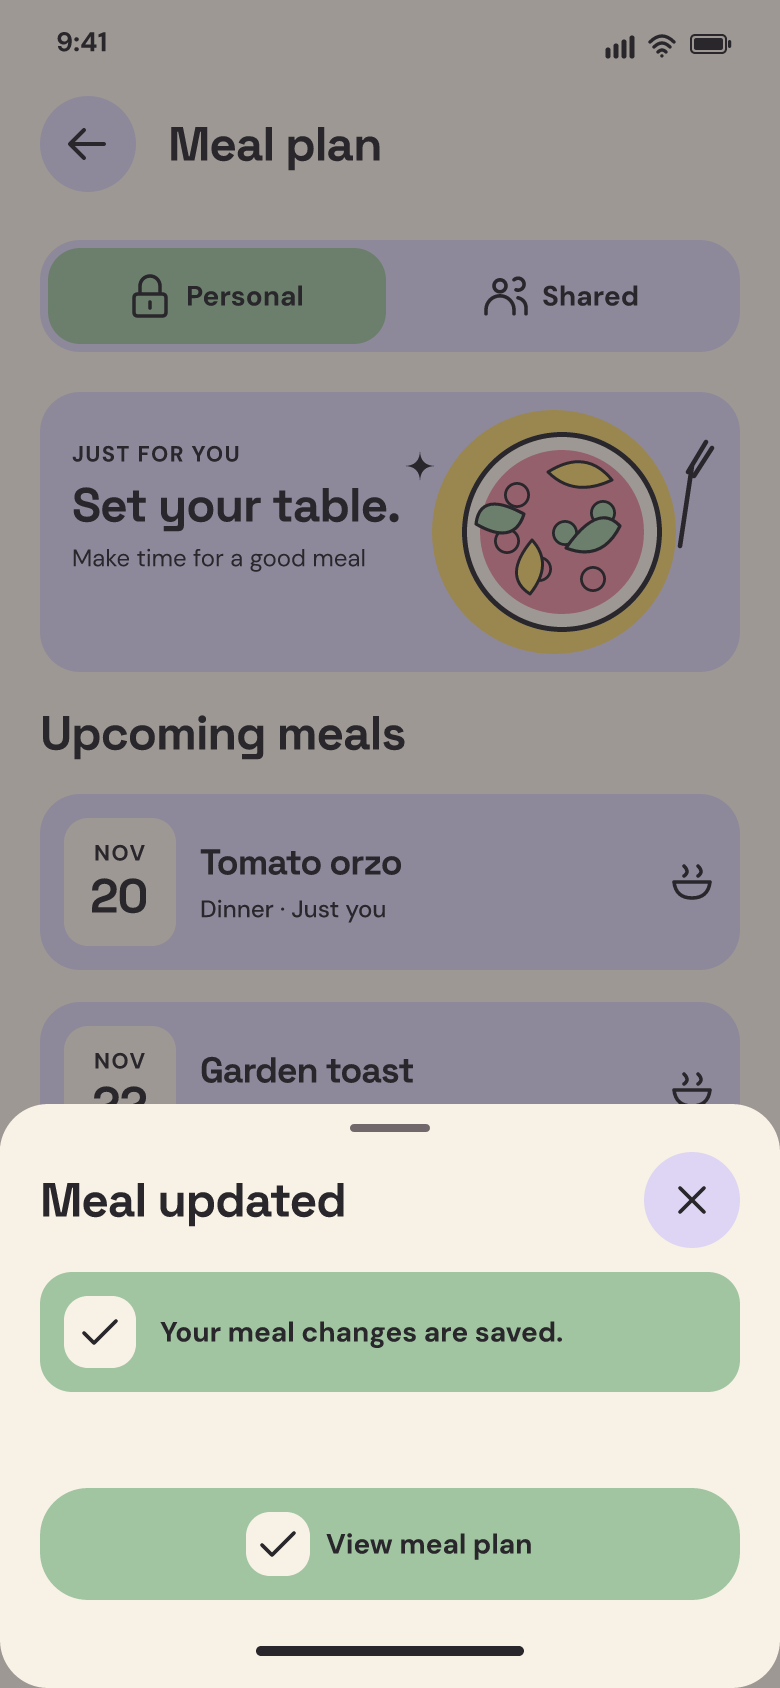 9:41
Meal plan
Personal
Shared
JUST FOR YOU
Set your table.
Make time for a good meal
Upcoming meals
NOV
20
Tomato orzo
Dinner · Just you
NOV
22
Garden toast
Meal updated
Your meal changes are saved.
View meal plan